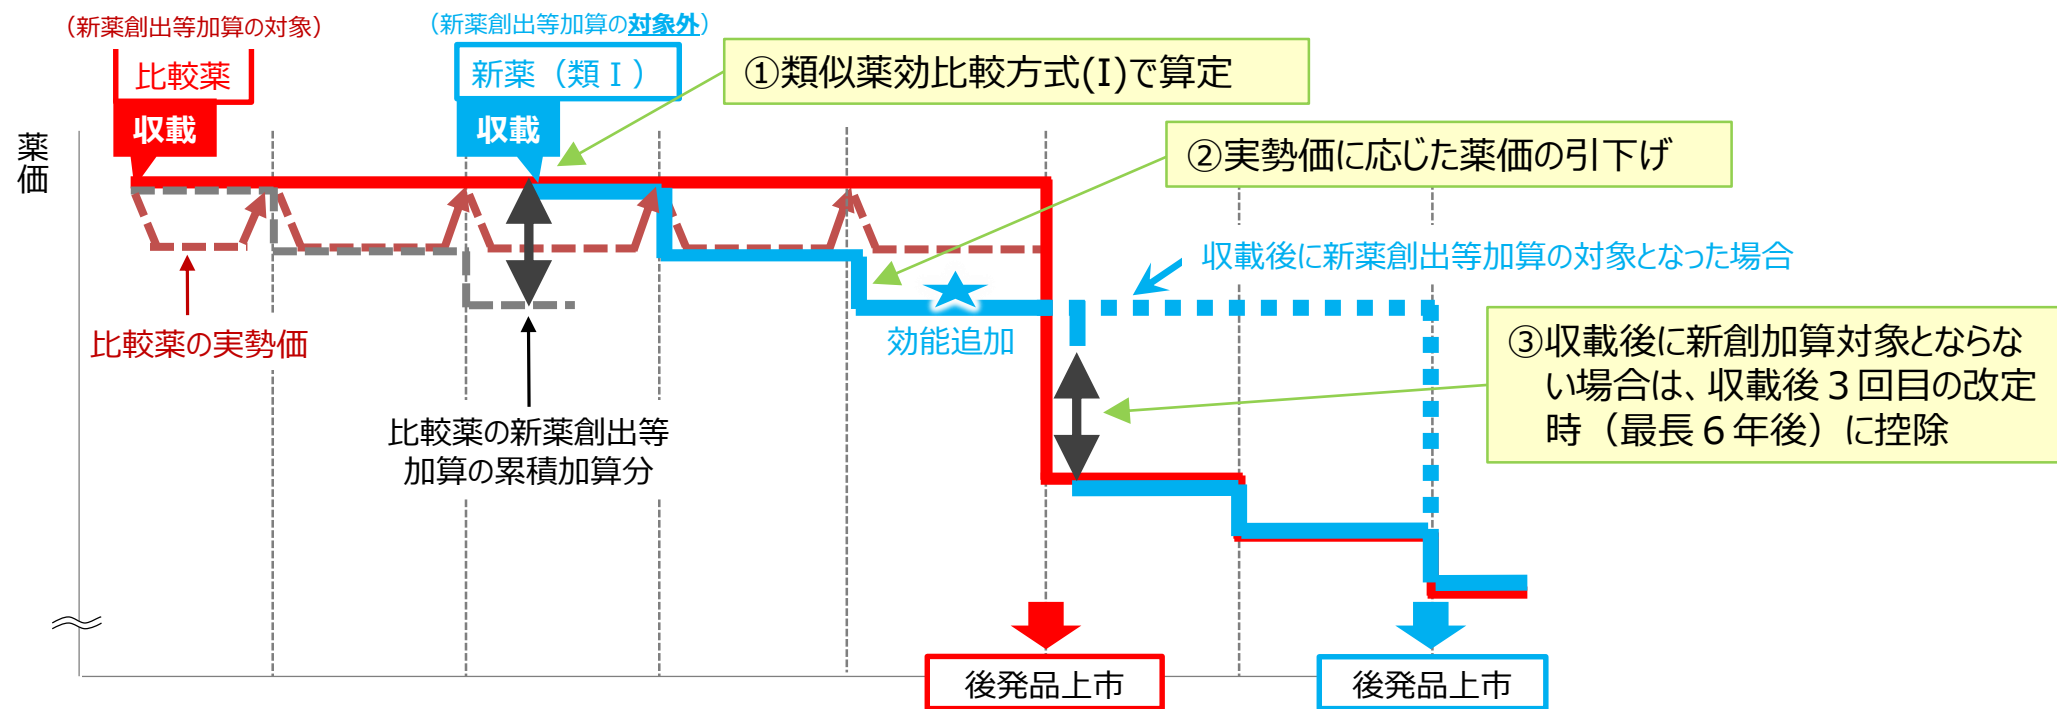 （新薬創出等加算の対象）
（新薬創出等加算の対象外）
比較薬
新薬（類Ｉ）
①類似薬効比較方式(I)で算定
収載
収載
薬価
②実勢価に応じた薬価の引下げ
収載後に新薬創出等加算の対象となった場合
比較薬の実勢価
効能追加
③収載後に新創加算対象とならな
い場合は、収載後３回目の改定
時（最長６年後）に控除
比較薬の新薬創出等
加算の累積加算分
後発品上市
後発品上市